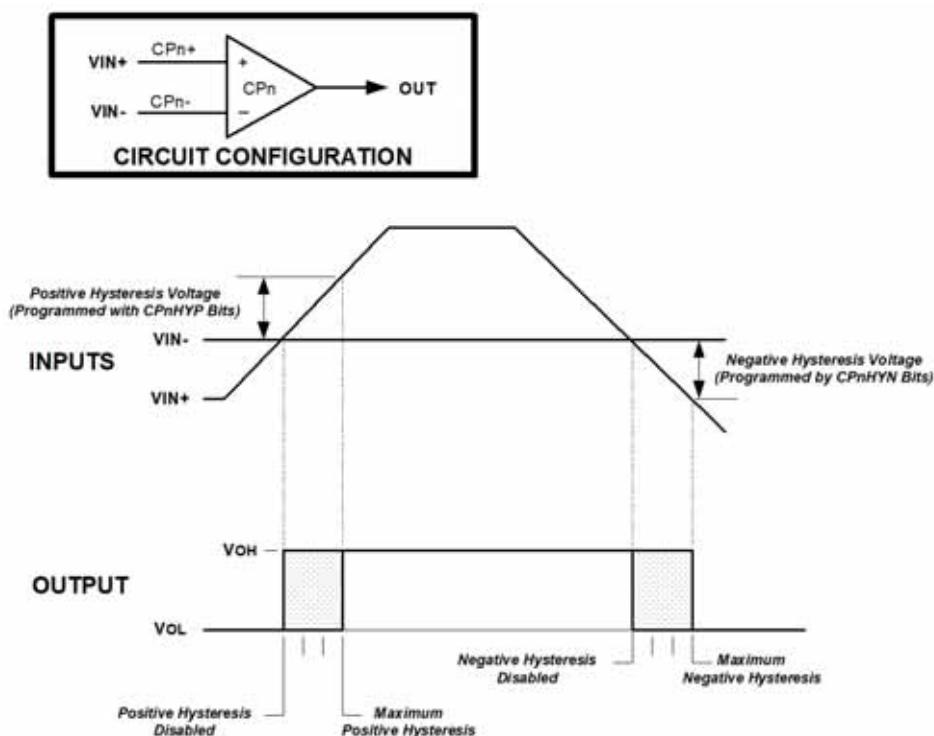 VIN+
CPn+
+
CPn
VIN-
CPn-
−
OUT
CIRCUIT CONFIGURATION
Positive Hysteresis Voltage
(Programmed with CPnHYP Bits)
VIN-
INPUTS
VIN+
Negative Hysteresis Voltage
(Programmed by CPnHYN Bits)
VOH
OUTPUT
VOL
Negative Hysteresis
Disabled
Maximum
Negative Hysteresis
Positive Hysteresis
Disabled
Maximum
Positive Hysteresis